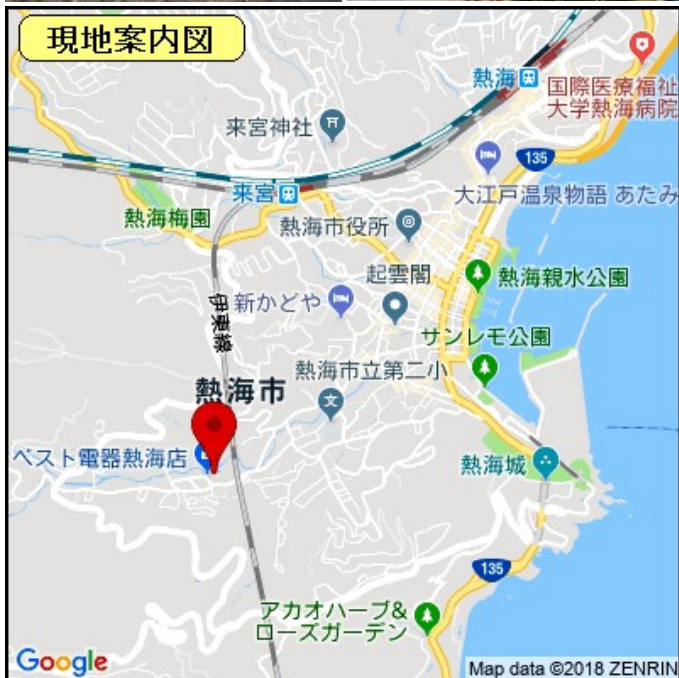 現地案内図
熱海
国際医療福祉
大学熱海病院
来宮神社
135
大江戸温泉物語 あたみ
来宮
熱海梅園
熱海市役所
起雲閣
熱海親水公園
新かどや
伊東線
サンレモ公園
熱海市立第二小
熱海市
ベスト電器熱海店
熱海城
135
アカオハーブ&
ローズガーデン
Google
Map data ©2018 ZENRIN